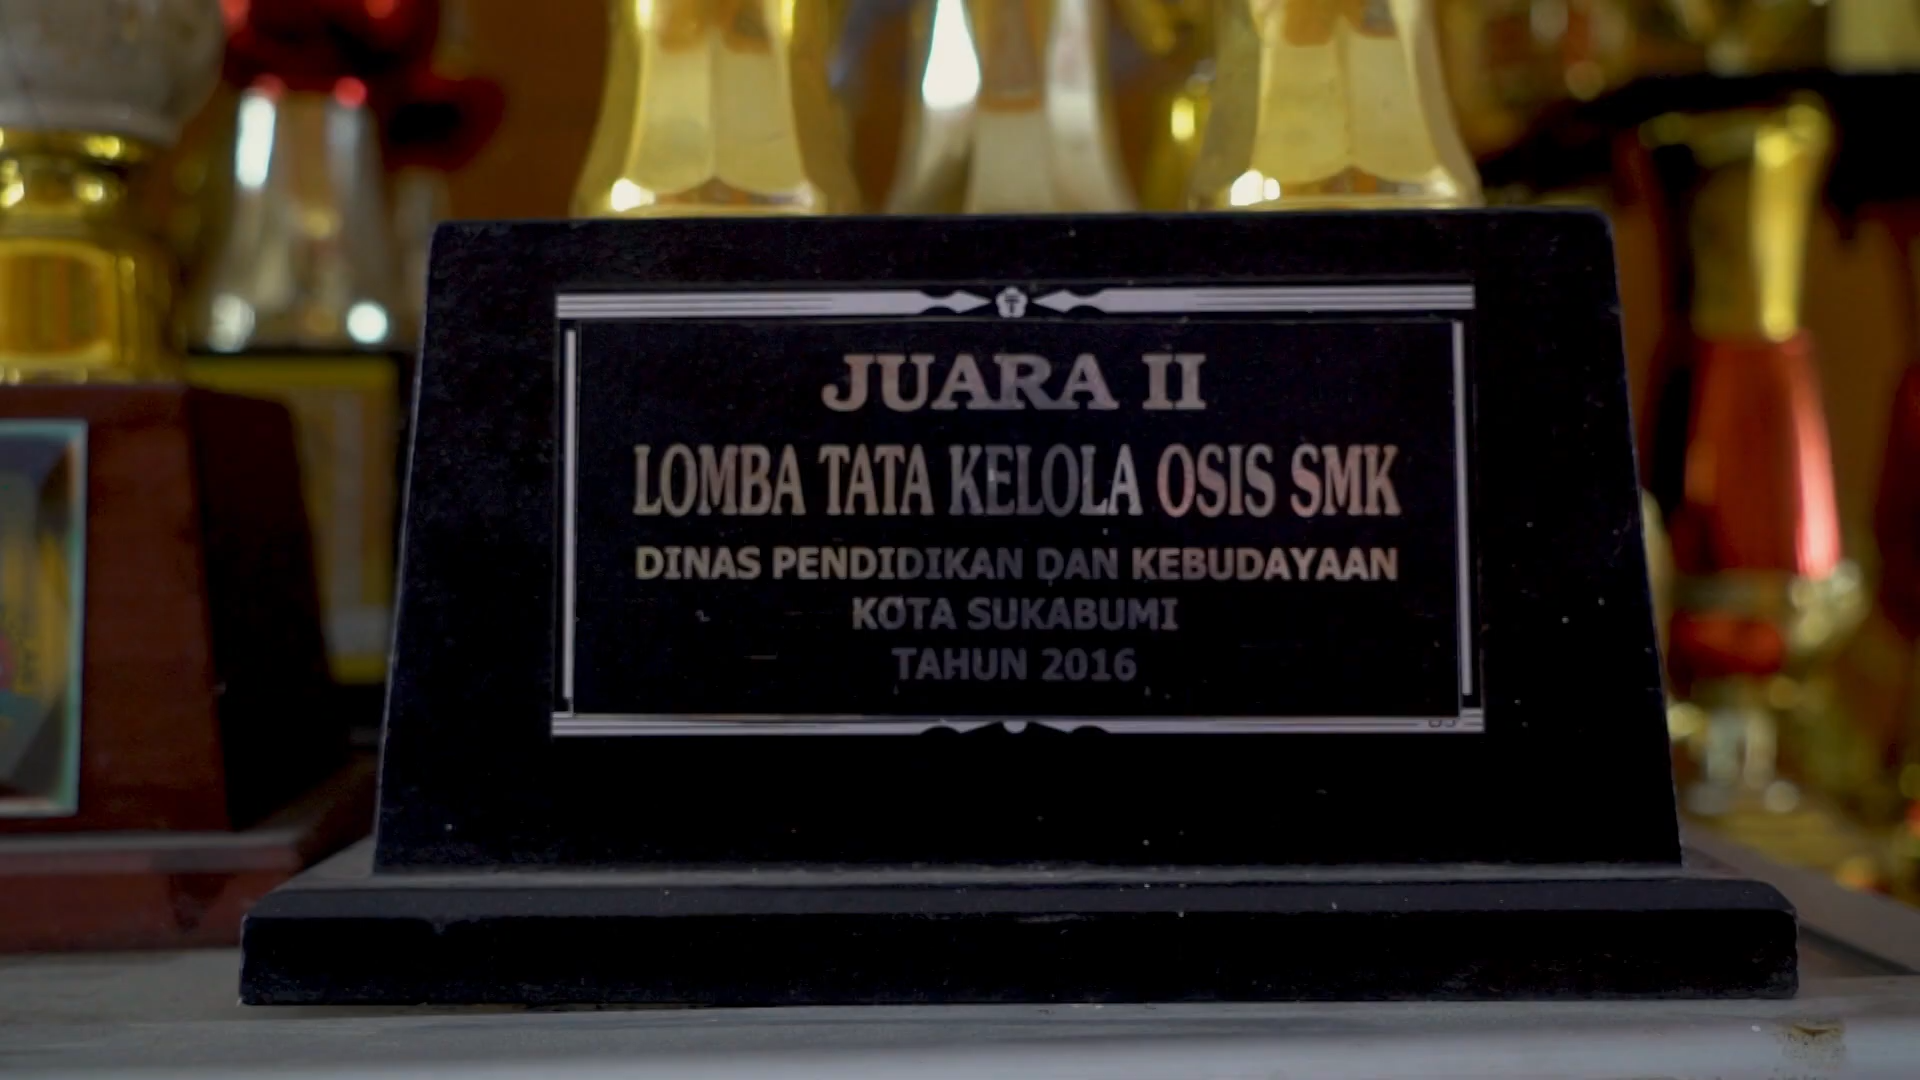 JUARA II
LOMBA TATA KELOLA OSIS SMK
DINAS PENDIDIKAN DAN KEBUDAYAAN
KOTA SUKABUMI
TAHUN 2016